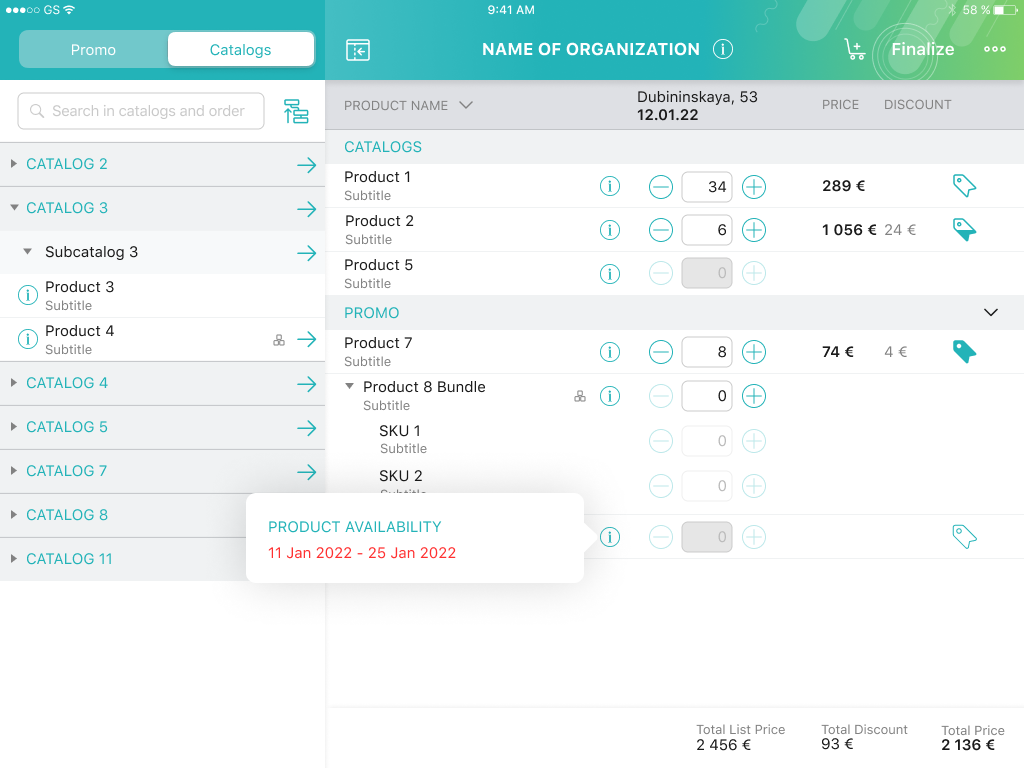 GS
9:41 AM
58 %
Promo
Catalogs
NAME OF ORGANIZATION
Finalize
Search in catalogs and order
CATALOG 2
CATALOG 3
Subcatalog 3
Product 3
Subtitle
Product 4
Subtitle
CATALOG 4
CATALOG 5
CATALOG 7
CATALOG 8
CATALOG 11
PRODUCT NAME
Dubininskaya, 53
12.01.22
PRICE
DISCOUNT
CATALOGS
Product 1
Subtitle
34
289 €
Product 2
Subtitle
6
1 056 €
24 €
Product 5
Subtitle
0
PROMO
Product 7
Subtitle
8
74 €
4 €
Product 8 Bundle
Subtitle
0
SKU 1
Subtitle
0
SKU 2
Subtitle
0
PRODUCT AVAILABILITY
11 Jan 2022 - 25 Jan 2022
0
Total List Price
2 456 €
Total Discount
93 €
Total Price
2 136 €